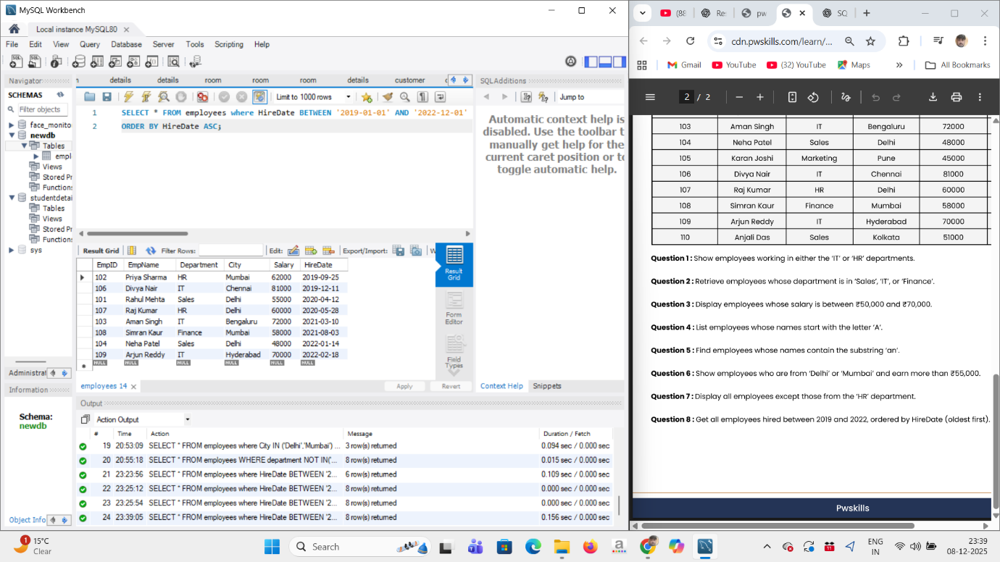 MySQL Workbench
Local instance MySQL80
File Edit View Query Database Server Tools Scripting Help
Navigator
SCHEMAS
Filter objects
face_monito
newdb
Tables
empl
Views
Stored Pr
Functions
studentdetai
Tables
Views
Stored Pr
Functions
sys
Administrat
Information
Schema:
newdb
Object Info
details details room room room details customer
Limit to 1000 rows
1 SELECT * FROM employees where HireDate BETWEEN '2019-01-01' AND '2022-12-01'
2 ORDER BY HireDate ASC;
SQLAdditions
Jump to
Automatic context help is
disabled. Use the toolbar t
manually get help for the
current caret position or to
toggle automatic help.
Result Grid Filter Rows: Edit: Export/Import: W
EmpID EmpName Department City Salary HireDate
102 Priya Sharma HR Mumbai 62000 2019-09-25
106 Divya Nair IT Chennai 81000 2019-12-11
101 Rahul Mehta Sales Delhi 55000 2020-04-12
107 Raj Kumar HR Delhi 60000 2020-05-28
103 Aman Singh IT Bengaluru 72000 2021-03-10
108 Simran Kaur Finance Mumbai 58000 2021-08-03
104 Neha Patel Sales Delhi 48000 2022-01-14
109 Arjun Reddy IT Hyderabad 70000 2022-02-18
NULL NULL NULL NULL NULL NULL
Result
Grid
Form
Editor
Field
Types
employees 14
Apply Revert
Context Help Snippets
Output
Action Output
# Time Action Message Duration / Fetch
19 20:53:09 SELECT * FROM employees where City IN ('Delhi','Mumbai') ... 3 row(s) returned 0.094 sec / 0.000 sec
20 20:55:18 SELECT * FROM employees WHERE department NOT IN('... 8 row(s) returned 0.015 sec / 0.000 sec
21 23:23:56 SELECT * FROM employees where HireDate BETWEEN '2... 6 row(s) returned 0.109 sec / 0.000 sec
22 23:25:12 SELECT * FROM employees where HireDate BETWEEN '2... 8 row(s) returned 0.000 sec / 0.000 sec
23 23:25:54 SELECT * FROM employees where HireDate BETWEEN '2... 8 row(s) returned 0.000 sec / 0.000 sec
24 23:39:05 SELECT * FROM employees where HireDate BETWEEN '2... 8 row(s) returned 0.156 sec / 0.000 sec
(88 Re pw SQ
cdn.pwskills.com/learn/...
Gmail YouTube (32) YouTube Maps » All Bookmarks
2 / 2
103 Aman Singh IT Bengaluru 72000
104 Neha Patel Sales Delhi 48000
105 Karan Joshi Marketing Pune 45000
106 Divya Nair IT Chennai 81000
107 Raj Kumar HR Delhi 60000
108 Simran Kaur Finance Mumbai 58000
109 Arjun Reddy IT Hyderabad 70000
110 Anjali Das Sales Kolkata 51000
Question 1 : Show employees working in either the ‘IT’ or ‘HR’ departments.
Question 2 : Retrieve employees whose department is in ‘Sales’, ‘IT’, or ‘Finance’.
Question 3 : Display employees whose salary is between ₹50,000 and ₹70,000.
Question 4 : List employees whose names start with the letter ‘A’.
Question 5 : Find employees whose names contain the substring ‘an’.
Question 6 : Show employees who are from ‘Delhi’ or ‘Mumbai’ and earn more than ₹55,000.
Question 7 : Display all employees except those from the ‘HR’ department.
Question 8 : Get all employees hired between 2019 and 2022, ordered by HireDate (oldest first).
Pwskills
1
15°C
Clear
Search
ENG
IN
23:39
08-12-2025